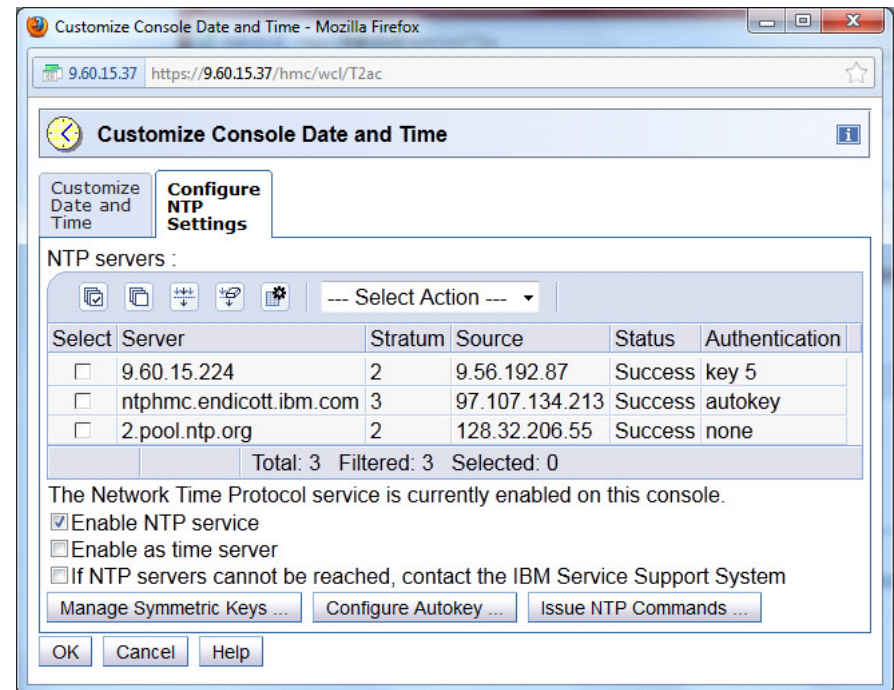 Customize Console Date and Time - Mozilla Firefox
9.60.15.37 https://9.60.15.37/hmc/wcl/T2ac
Customize Console Date and Time
Customize Date and Time
Configure NTP Settings
NTP servers :
--- Select Action ---
Select Server Stratum Source Status Authentication
9.60.15.224 2 9.56.192.87 Success key 5
ntphmc.endicott.ibm.com 3 97.107.134.213 Success autokey
2.pool.ntp.org 2 128.32.206.55 Success none
Total: 3 Filtered: 3 Selected: 0
The Network Time Protocol service is currently enabled on this console.
Enable NTP service
Enable as time server
If NTP servers cannot be reached, contact the IBM Service Support System
Manage Symmetric Keys ... Configure Autokey ... Issue NTP Commands ...
OK Cancel Help